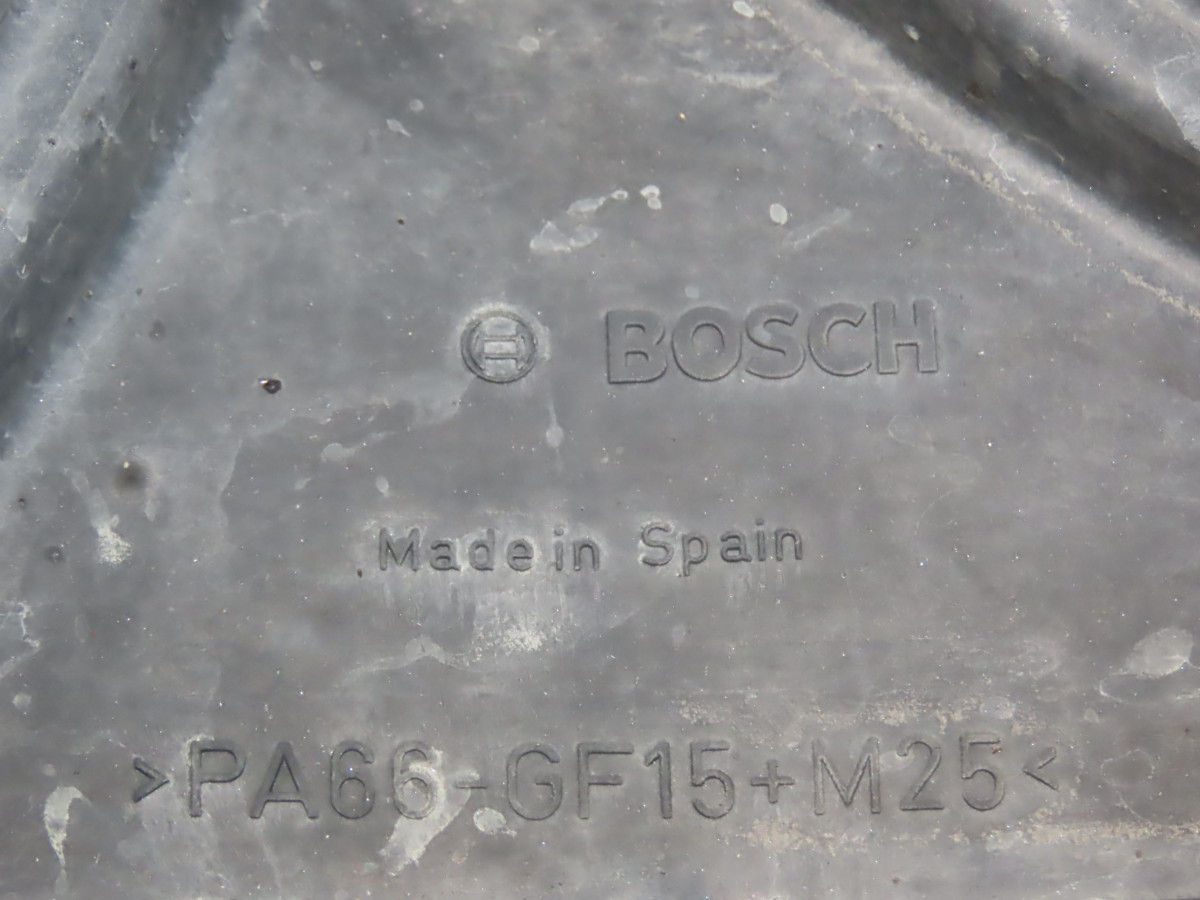 BOSCH
Made in Spain
>PA66-GF15+M25<